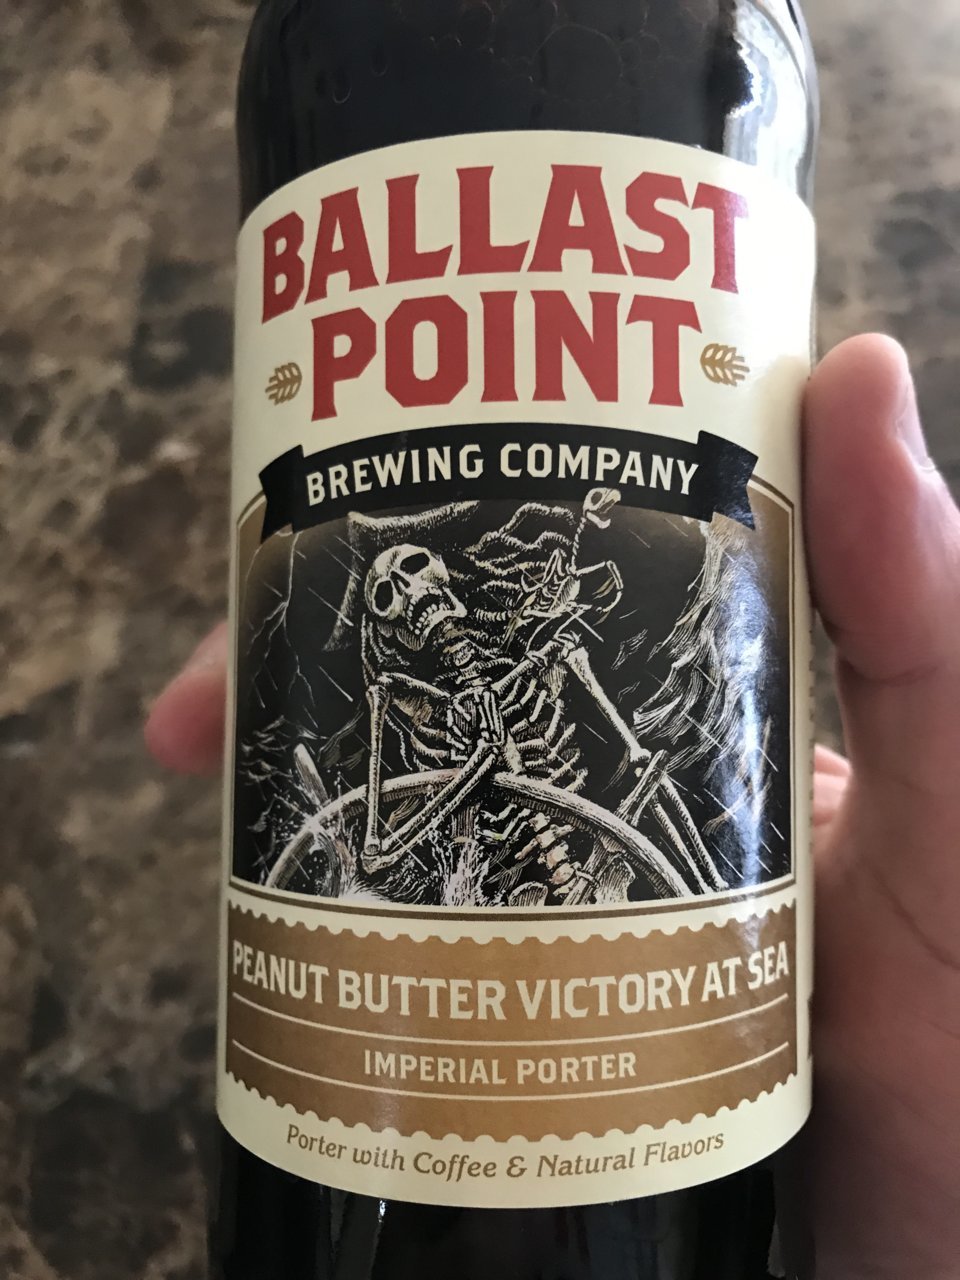 BALLAST
POINT
BREWING COMPANY
PEANUT BUTTER VICTORY AT SEA
IMPERIAL PORTER
Porter with Coffee & Natural Flavors